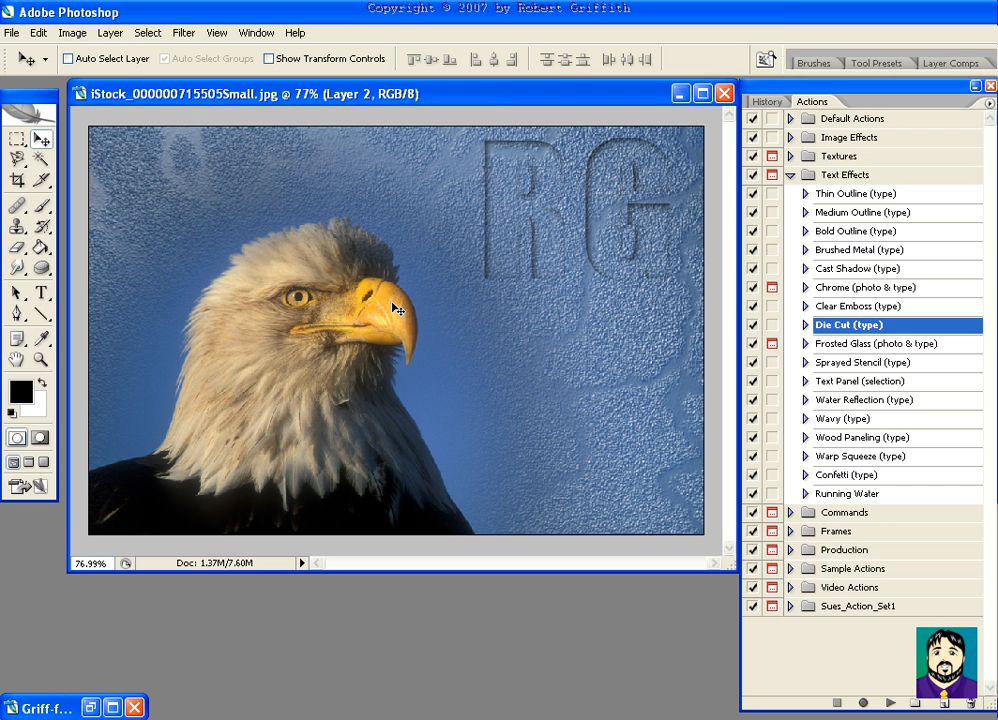 Copyright © 2007 by Robert Griffith
Adobe Photoshop
File Edit Image Layer Select Filter View Window Help
Auto Select Layer Auto Select Groups Show Transform Controls
Brushes Tool Presets Layer Comps
iStock_000000715505Small.jpg @ 77% (Layer 2, RGB/8)
History Actions
Default Actions
Image Effects
Textures
Text Effects
Thin Outline (type)
Medium Outline (type)
Bold Outline (type)
Brushed Metal (type)
Cast Shadow (type)
Chrome (photo & type)
Clear Emboss (type)
Die Cut (type)
Frosted Glass (photo & type)
Sprayed Stencil (type)
Text Panel (selection)
Water Reflection (type)
Wavy (type)
Wood Paneling (type)
Warp Squeeze (type)
Confetti (type)
Running Water
Commands
Frames
Production
Sample Actions
Video Actions
Sues_Action_Set1
RG
76.99% Doc: 1.37M/7.60M
Griff-f...